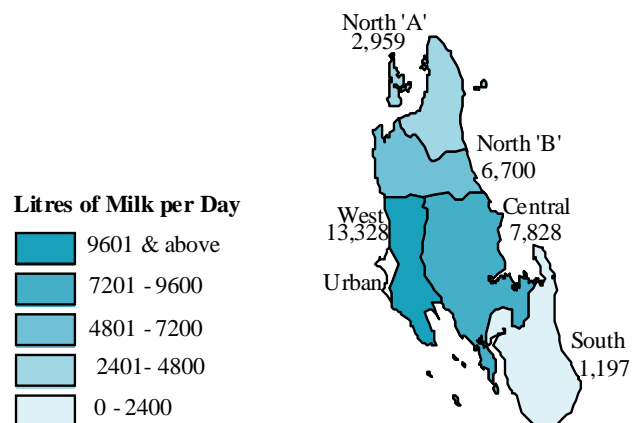 North 'A'
2,959
North 'B'
6,700
Litres of Milk per Day
West
13,328
Central
7,828
Urban
South
1,197
9601 & above
7201 - 9600
4801 - 7200
2401- 4800
0 - 2400